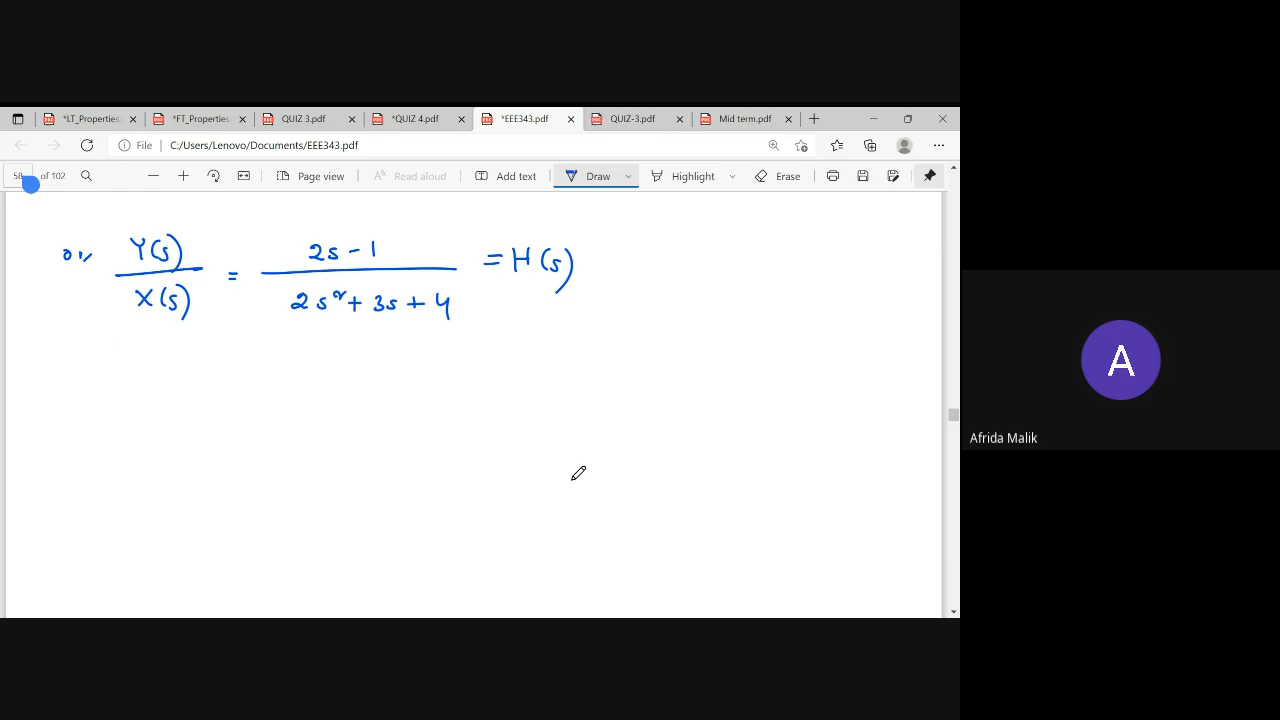 *LT_Properties.
*FT_Properties.
QUIZ 3.pdf
*QUIZ 4.pdf
*EEE343.pdf
QUIZ-3.pdf
Mid term.pdf
File C:/Users/Lenovo/Documents/EEE343.pdf
58 of 102
Page view
Read aloud
Add text
Draw
Highlight
Erase
or, Y(s)/X(s) = (2s - 1)/(2s² + 3s + 4) = H(s)
A
Afrida Malik